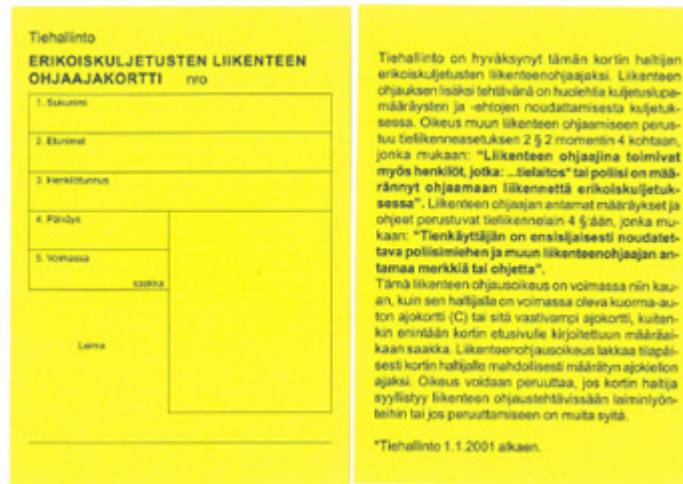 Tiehallinto
ERIKOISKULJETUSTEN LIIKENTEEN
OHJAAJAKORTTI nro
1. Sukunimi
2. Etunimet
3. Henkilötunnus
4. Päiväys
5. Voimassa
saakka
Leima
Tiehallinto on hyväksynyt tämän kortin haltijan
erikoiskuljetusten liikenteenohjaajaksi. Liikenteen
ohjauksen lisäksi tehtävänä on huolehtia kuljetuslupa-
määräysten ja -ehtojen noudattamisesta kuljetuk-
sessa. Oikeus muun liikenteen ohjaamiseen perus-
tuu tieliikenneasetuksen 2 § 2 momentin 4 kohtaan,
jonka mukaan: "Liikenteen ohjaajina toimivat
myös henkilöt, jotka: ...tielaitos* tai poliisi on mää-
rännyt ohjaamaan liikennettä erikoiskuljetuk-
sessa". Liikenteen ohjaajan antamat määräykset ja
ohjeet perustuvat tieliikennelain 4 §:ään, jonka mu-
kaan: "Tienkäyttäjän on ensisijaisesti noudatet-
tava poliisimiehen ja muun liikenteenohjaajan an-
tamaa merkkiä tai ohjetta".
Tämä liikenteen ohjausoikeus on voimassa niin kau-
an, kuin sen haltijalla on voimassa oleva kuorma-au-
ton ajokortti (C) tai sitä vaativampi ajokortti, kuiten-
kin enintään kortin etusivulle kirjoitettuun määräai-
kaan saakka. Liikenteenohjausoikeus lakkaa tilapäi-
sesti kortin haltijalle mahdollisesti määrätyn ajokiellon
ajaksi. Oikeus voidaan peruuttaa, jos kortin haltija
syyllistyy liikenteen ohjaustehtävissään laiminlyön-
teihin tai jos peruuttamiseen on muita syitä.
*Tiehallinto 1.1.2001 alkaen.